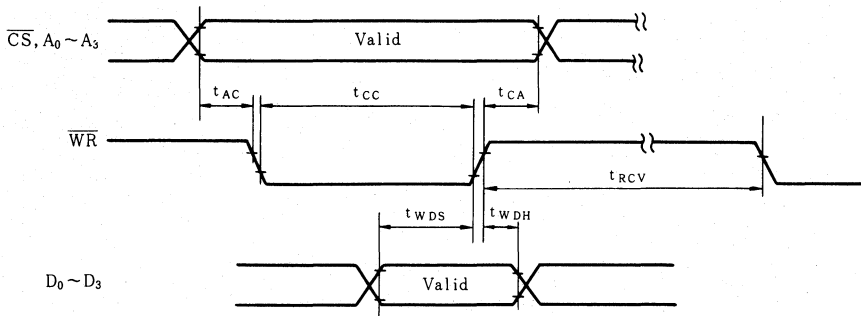 CS, A0~A3
Valid
tAC
tCC
tCA
WR
tRCV
tWDS
tWDH
D0~D3
Valid